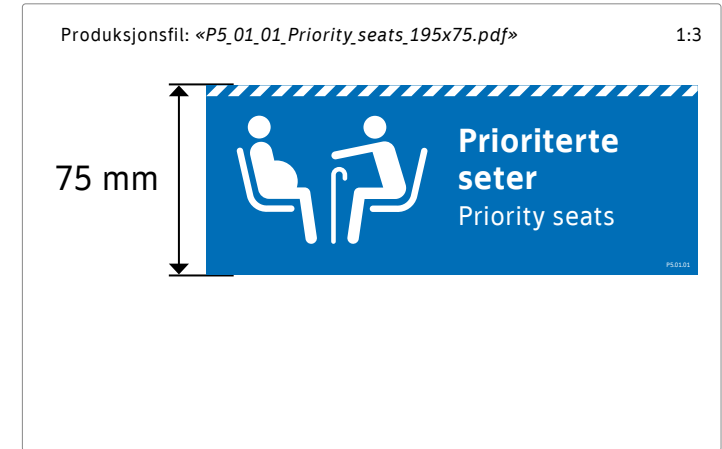 Produksjonsfil: «P5_01_01_Priority_seats_195x75.pdf» 1:3
75 mm
Prioriterte
seter
Priority seats
P5.01.01